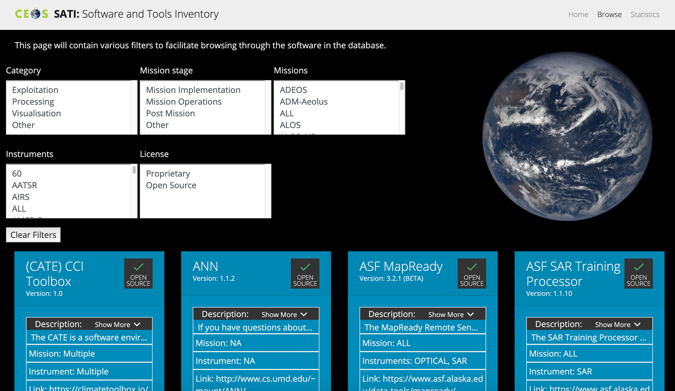 CEOS SATI: Software and Tools Inventory
Home Browse Statistics
This page will contain various filters to facilitate browsing through the software in the database.
Category
Exploitation
Processing
Visualisation
Other
Mission stage
Mission Implementation
Mission Operations
Post Mission
Other
Missions
ADEOS
ADM-Aeolus
ALL
ALOS
Instruments
60
AATSR
AIRS
ALL
License
Proprietary
Open Source
Clear Filters
(CATE) CCI
Toolbox
Version: 1.0
OPEN
SOURCE
Description: Show More
The CATE is a software envir...
Mission: Multiple
Instrument: Multiple
Link: https://climatetoolbox.io/
ANN
Version: 1.1.2
OPEN
SOURCE
Description: Show More
If you have questions about...
Mission: NA
Instrument: NA
Link: http://www.cs.umd.edu/~
mount/ANN/
ASF MapReady
Version: 3.2.1 (BETA)
OPEN
SOURCE
Description: Show More
The MapReady Remote Sen...
Mission: ALL
Instruments: OPTICAL, SAR
Link: https://www.asf.alaska.ed
u/data-tools/mapready/
ASF SAR Training
Processor
Version: 1.1.10
OPEN
SOURCE
Description: Show More
The SAR Training Processor ...
Mission: ALL
Instrument: SAR
Link: https://www.asf.alaska.ed